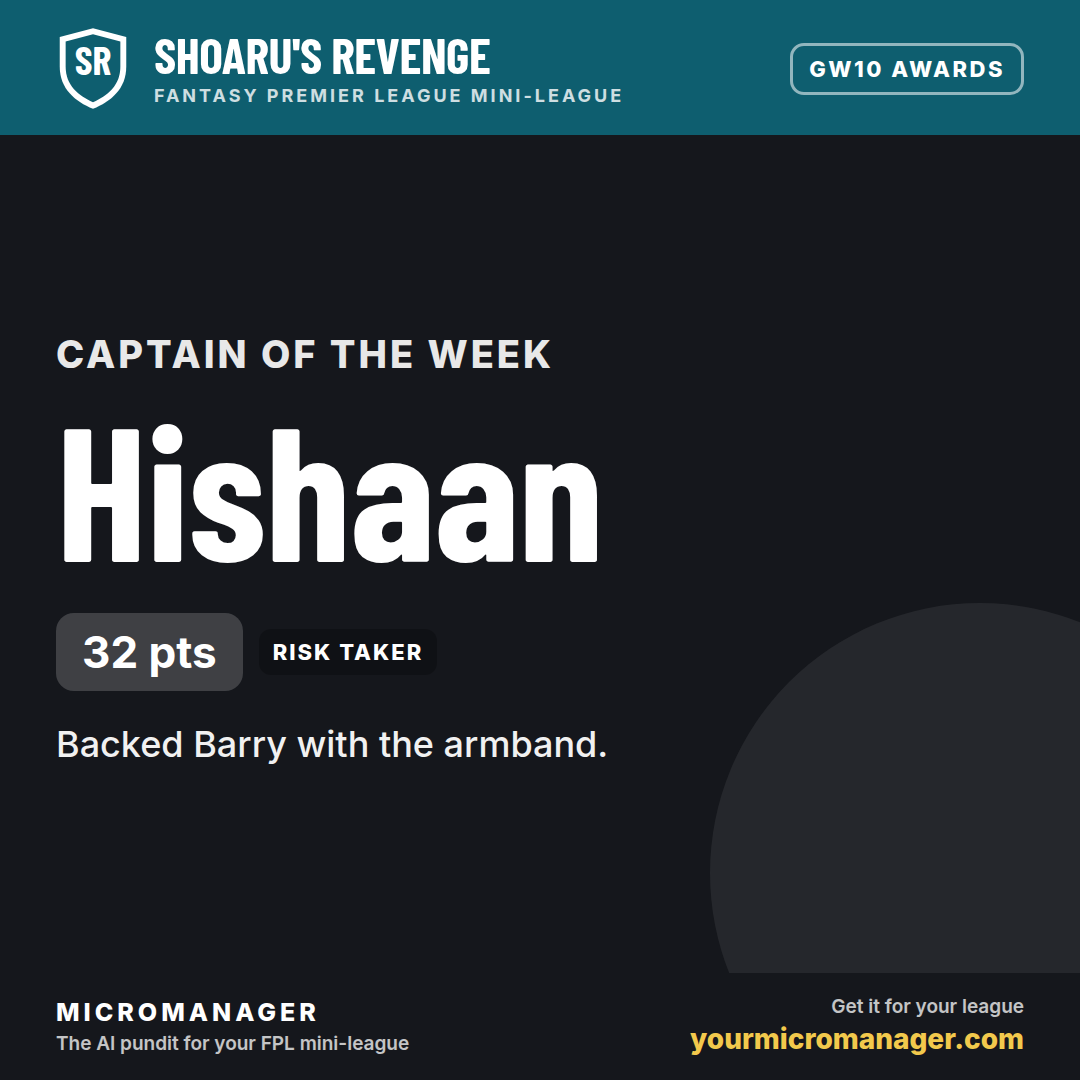 SR
SHOARU'S REVENGE
FANTASY PREMIER LEAGUE MINI-LEAGUE
GW10 AWARDS
CAPTAIN OF THE WEEK
Hishaan
32 pts
RISK TAKER
Backed Barry with the armband.
MICROMANAGER
The AI pundit for your FPL mini-league
Get it for your league
yourmicromanager.com